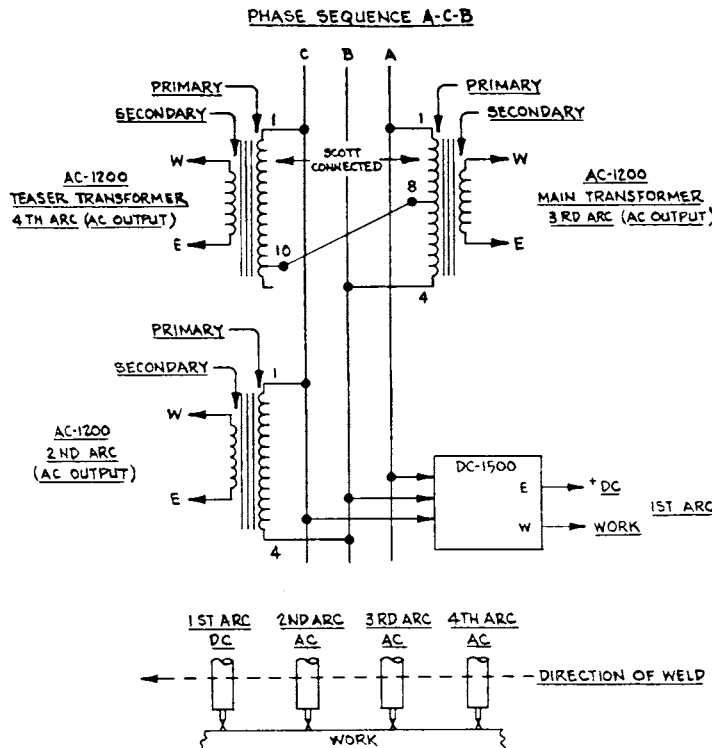 PHASE SEQUENCE A-C-B
C B A
PRIMARY
SECONDARY
1
W
E
AC-1200
TEASER TRANSFORMER
4TH ARC (AC OUTPUT)
10
SCOTT
CONNECTED
PRIMARY
SECONDARY
1
8
4
W
E
AC-1200
MAIN TRANSFORMER
3RD ARC (AC OUTPUT)
PRIMARY
SECONDARY
1
W
E
4
AC-1200
2ND ARC
(AC OUTPUT)
DC-1500
E
W
+ DC
WORK
1ST ARC
1ST ARC
DC
2ND ARC
AC
3RD ARC
AC
4TH ARC
AC
DIRECTION OF WELD
WORK